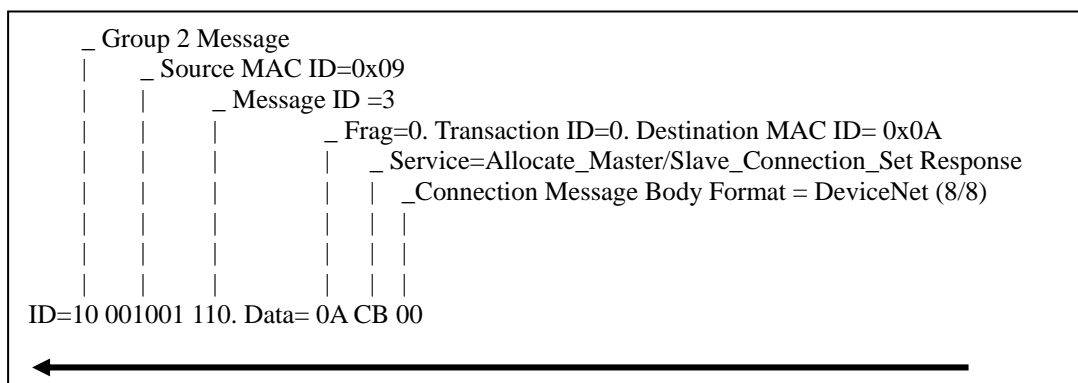 _ Group 2 Message
| _ Source MAC ID=0x09
| | _ Message ID =3
| | | _ Frag=0. Transaction ID=0. Destination MAC ID= 0x0A
| | | | _ Service=Allocate_Master/Slave_Connection_Set Response
| | | | | _Connection Message Body Format = DeviceNet (8/8)
| | | | | |
| | | | | |
| | | | | |
| | | | | |
ID=10 001001 110. Data= 0A CB 00